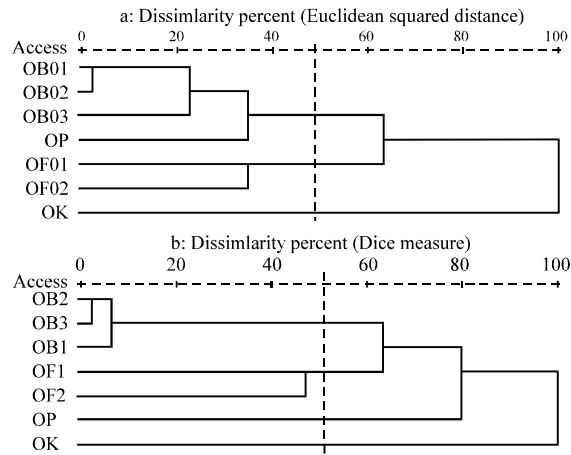 a: Dissimlarity percent (Euclidean squared distance)
Access 0 20 40 60 80 100
OB01
OB02
OB03
OP
OF01
OF02
OK
b: Dissimlarity percent (Dice measure)
0 20 40 60 80 100
Access
OB2
OB3
OB1
OF1
OF2
OP
OK